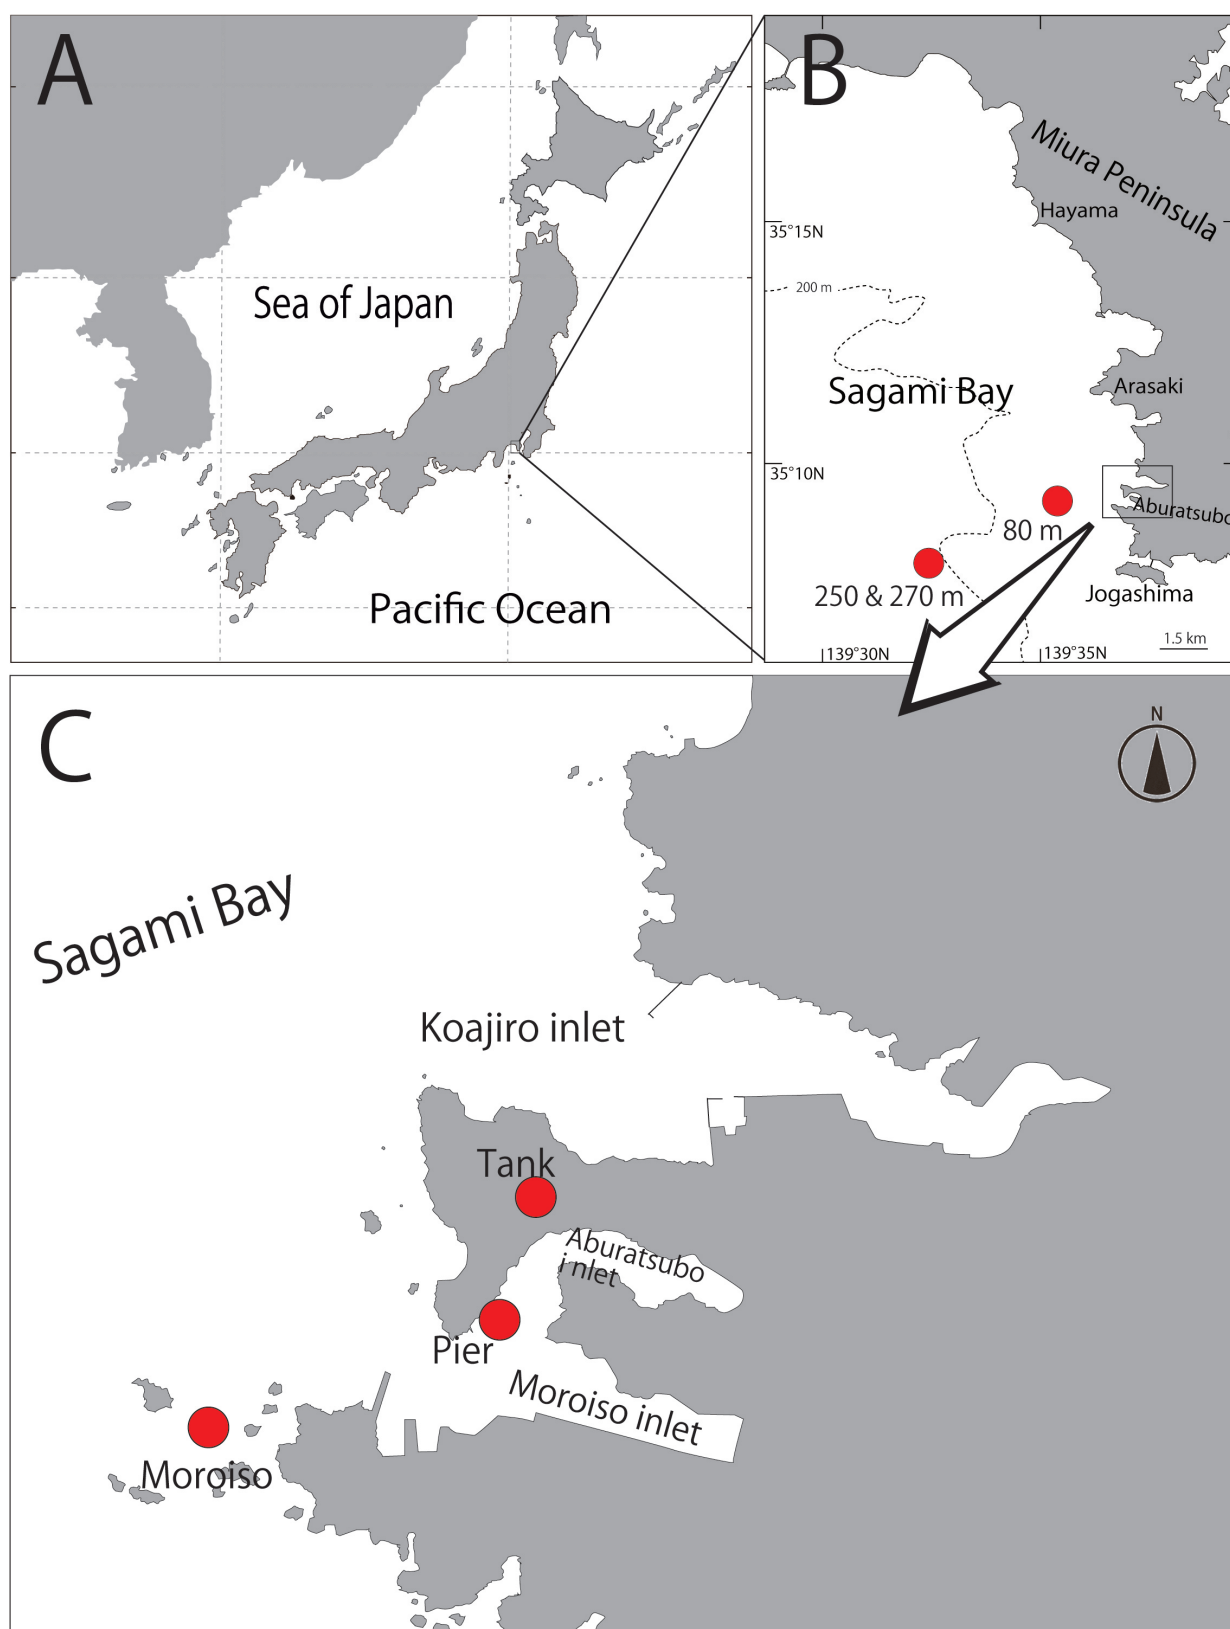 A
Sea of Japan
Pacific Ocean
B
Miura Peninsula
Hayama
35°15N
200 m
Sagami Bay
Arasaki
35°10N
Aburatsubo
80 m
250 & 270 m
Jogashima
1.5 km
139°30N
139°35N
C
N
Sagami Bay
Koajiro inlet
Tank
Aburatsubo
inlet
Pier
Moroiso inlet
Moroiso